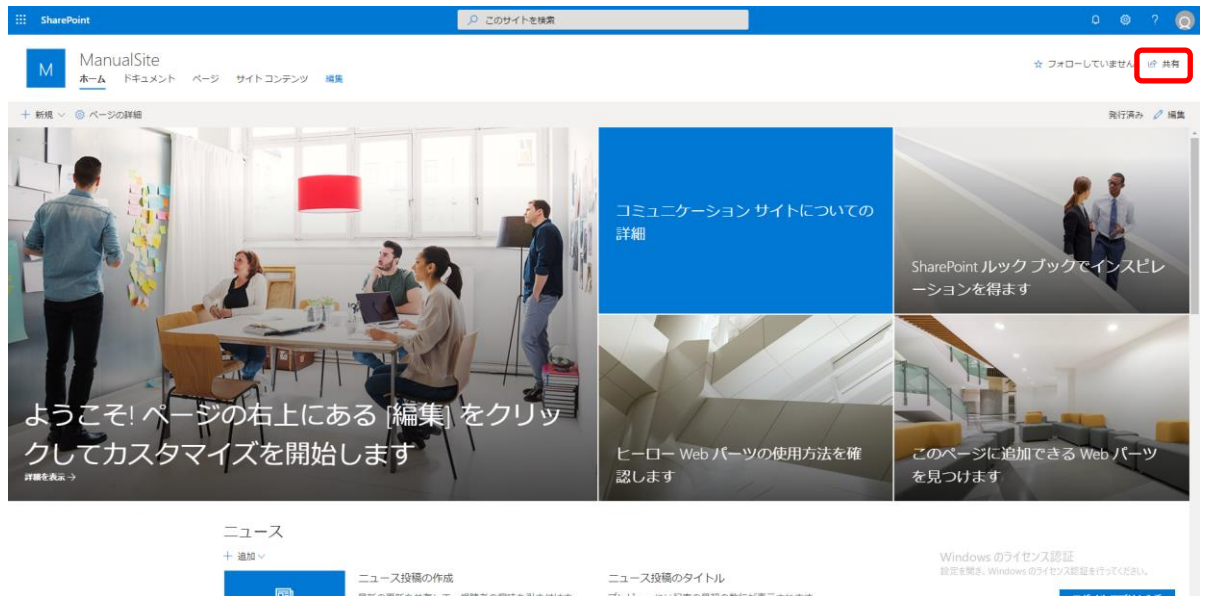 SharePoint
このサイトを検索
?
M
ManualSite
ホーム ドキュメント ページ サイト コンテンツ 編集
☆ フォローしていません 共有
+ 新規 ページの詳細
発行済み 編集
ようこそ! ページの右上にある [編集] をクリッ
クしてカスタマイズを開始します
詳細を表示→
コミュニケーション サイトについての
詳細
SharePoint ルック ブックでインスピレ
ーションを得ます
ヒーロー Web パーツの使用方法を確
認します
このページに追加できる Web パーツ
を見つけます
ニュース
+ 追加
ニュース投稿の作成
ニュース投稿のタイトル
Windows のライセンス認証
設定を開き、Windows のライセンス認証を行ってください。